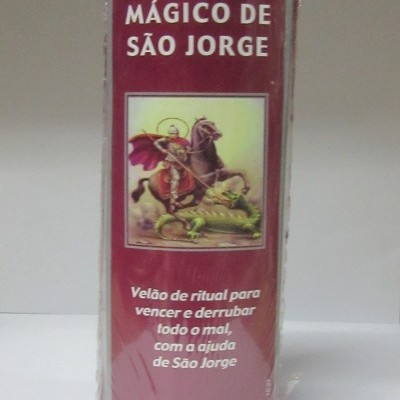 MÁGICO DE
SÃO JORGE
Velão de ritual para
vencer e derrubar
todo o mal,
com a ajuda
de São Jorge